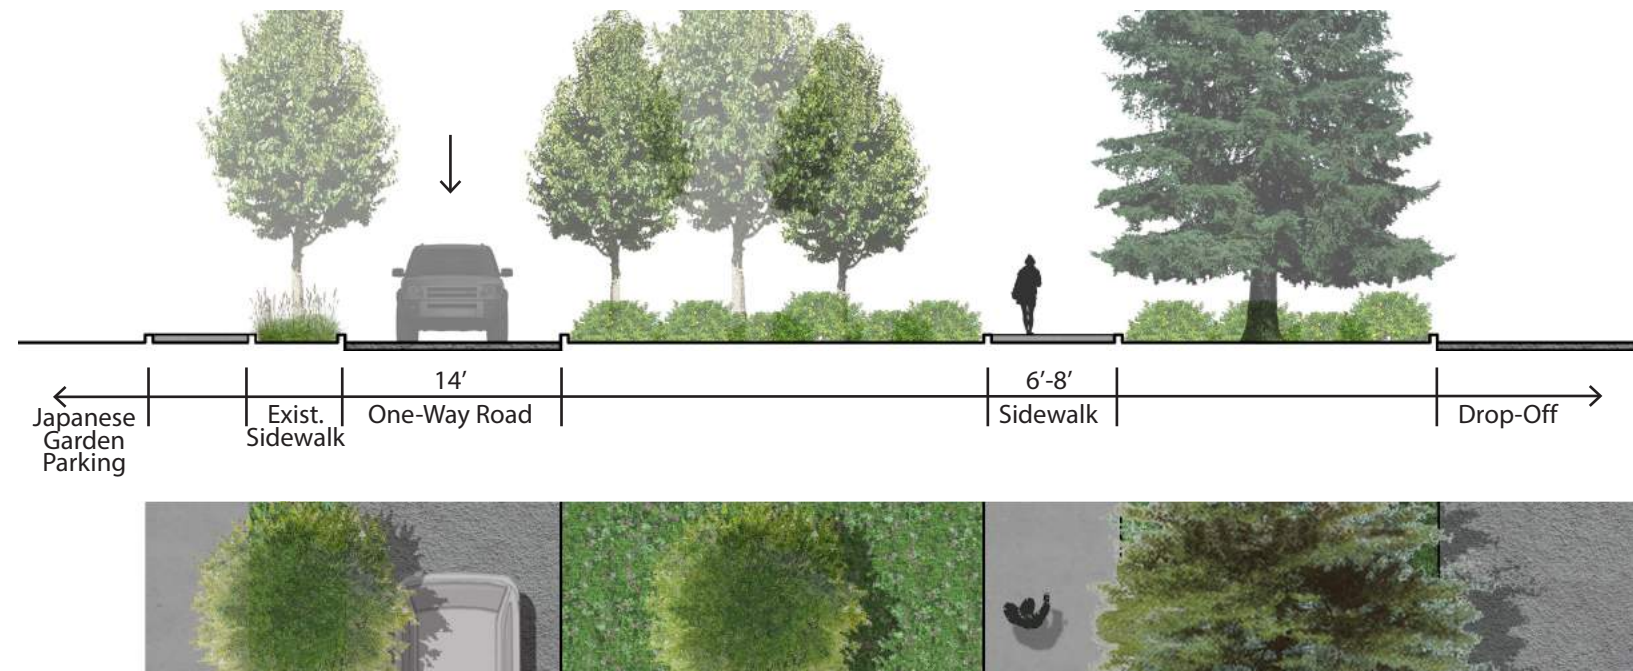 14’
6’-8’
Japanese
Garden
Parking
Exist.
Sidewalk
One-Way Road
Sidewalk
Drop-Off